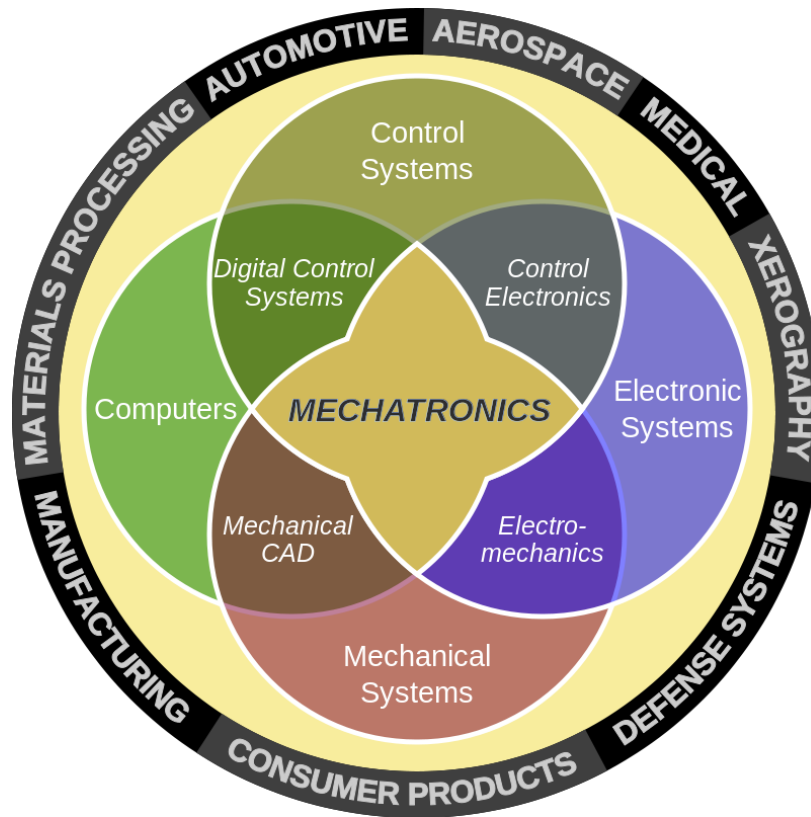 AUTOMOTIVE
AEROSPACE
MEDICAL
XEROGRAPHY
DEFENSE SYSTEMS
CONSUMER PRODUCTS
MANUFACTURING
MATERIALS PROCESSING
Control
Systems
Digital Control
Systems
Control
Electronics
Computers
MECHATRONICS
Electronic
Systems
Mechanical
CAD
Electro-
mechanics
Mechanical
Systems